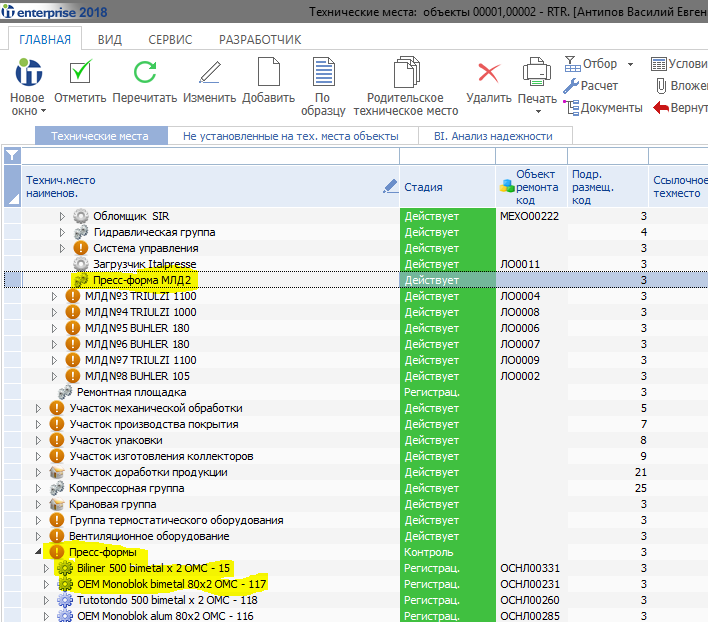 iT enterprise 2018 Технические места: объекты 00001,00002 - RTR. [Антипов Василий Евген
ГЛАВНАЯ ВИД СЕРВИС РАЗРАБОТЧИК
Новое окно Отметить Перечитать Изменить Добавить По образцу Родительское техническое место Удалить Печать
Отбор Услови
Расчет Вложе
Документы Вернут
Технические места Не установленные на тех. места объекты BI. Анализ надежности
Технич.место наименов. Стадия Объект ремонта код Подр. размещ. код Ссылочное техместо
Обломщик SIR Действует МЕХО00222 3
Гидравлическая группа Действует 4
Система управления Действует 3
Загрузчик Italpresse Действует ЛО0011 3
Пресс-форма МЛД2 Действует 3
МЛД№3 TRIULZI 1100 Действует ЛО0004 3
МЛД№4 TRIULZI 1000 Действует ЛО0008 3
МЛД№5 BUHLER 180 Действует ЛО0006 3
МЛД№6 BUHLER 180 Действует ЛО0007 3
МЛД№7 TRIULZI 1100 Действует ЛО0009 3
МЛД№8 BUHLER 105 Действует ЛО0002 3
Ремонтная площадка Регистрац. 3
Участок механической обработки Действует 5
Участок производства покрытия Действует 7
Участок упаковки Действует 8
Участок изготовления коллекторов Действует 9
Участок доработки продукции Действует 21
Компрессорная группа Действует 25
Крановая группа Действует 3
Группа термостатического оборудования Действует 3
Вентиляционное оборудование Действует 3
Пресс-формы Контроль 3
Biliner 500 bimetal x 2 ОМС - 15 Регистрац. ОСНЛ00331 3
OEM Monoblok bimetal 80x2 ОМС - 117 Регистрац. ОСНЛ00231 3
Tutotondo 500 bimetal x 2 ОМС - 118 Регистрац. ОСНЛ00260 3
OEM Monoblok alum 80x2 ОМС - 116 Регистрац. ОСНЛ00285 3